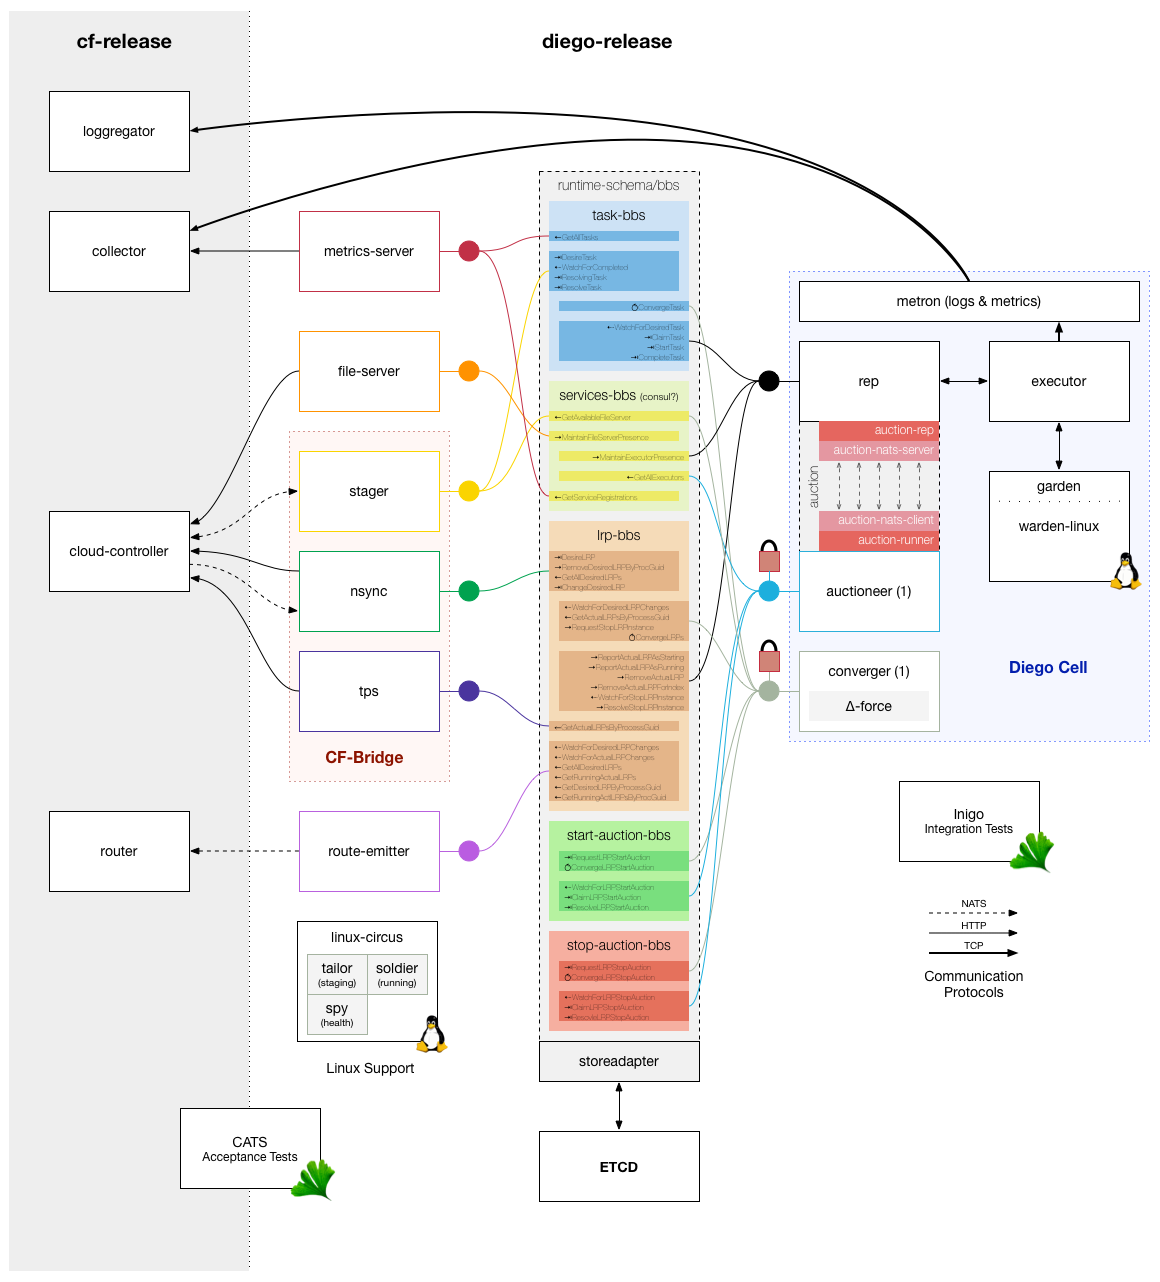 cf-release
diego-release
loggregator
collector
metrics-server
file-server
stager
cloud-controller
nsync
tps
CF-Bridge
router
route-emitter
linux-circus
tailor
(staging)
soldier
(running)
spy
(health)
Linux Support
CATS
Acceptance Tests
runtime-schema/bbs
task-bbs
GetAllTasks
DesireTask
WatchForCompleted
ResolvingTask
ResolveTask
ConvergeTask
WatchForDesiredTask
ClaimTask
StartTask
CompleteTask
services-bbs (consul?)
GetAvailableFileServer
MaintainFileServerPresence
MaintainExecutorPresence
GetAllExecutors
GetServiceRegistrations
lrp-bbs
DesireLRP
RemoveDesiredLRPByProcGuid
GetAllDesiredLRPs
ChangeDesiredLRP
WatchForDesiredLRPChanges
GetActualLRPsByProcessGuid
RequestStopLRPInstance
ConvergeLRPs
ReportActualLRPAsStarting
ReportActualLRPAsRunning
RemoveActualLRP
RemoveActualLRPForIndex
WatchForStopLRPInstance
ResolveStopLRPInstance
GetActualLRPsByProcessGuid
WatchForDesiredLRPChanges
WatchForActualLRPChanges
GetAllDesiredLRPs
GetRunningActualLRPs
GetDesiredLRPByProcessGuid
GetRunningActlLRPsByProcGuid
start-auction-bbs
RequestLRPStartAuction
ConvergeLRPStartAuction
WatchForLRPStartAuction
ClaimLRPStartAuction
ResolveLRPStartAuction
stop-auction-bbs
RequestLRPStopAuction
ConvergeLRPStopAuction
WatchForLRPStopAuction
ClaimLRPStoptAuction
ResovleLRPStopAuction
storeadapter
ETCD
metron (logs & metrics)
rep
executor
auction-rep
auction-nats-server
auction
auction-nats-client
auction-runner
garden
warden-linux
auctioneer (1)
converger (1)
Δ-force
Diego Cell
Inigo
Integration Tests
NATS
HTTP
TCP
Communication
Protocols